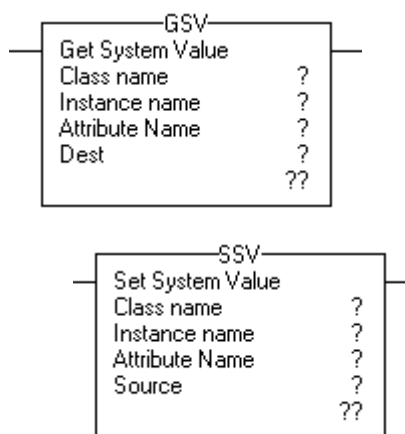 GSV
Get System Value
Class name ?
Instance name ?
Attribute Name ?
Dest ?
??
SSV
Set System Value
Class name ?
Instance name ?
Attribute Name ?
Source ?
??